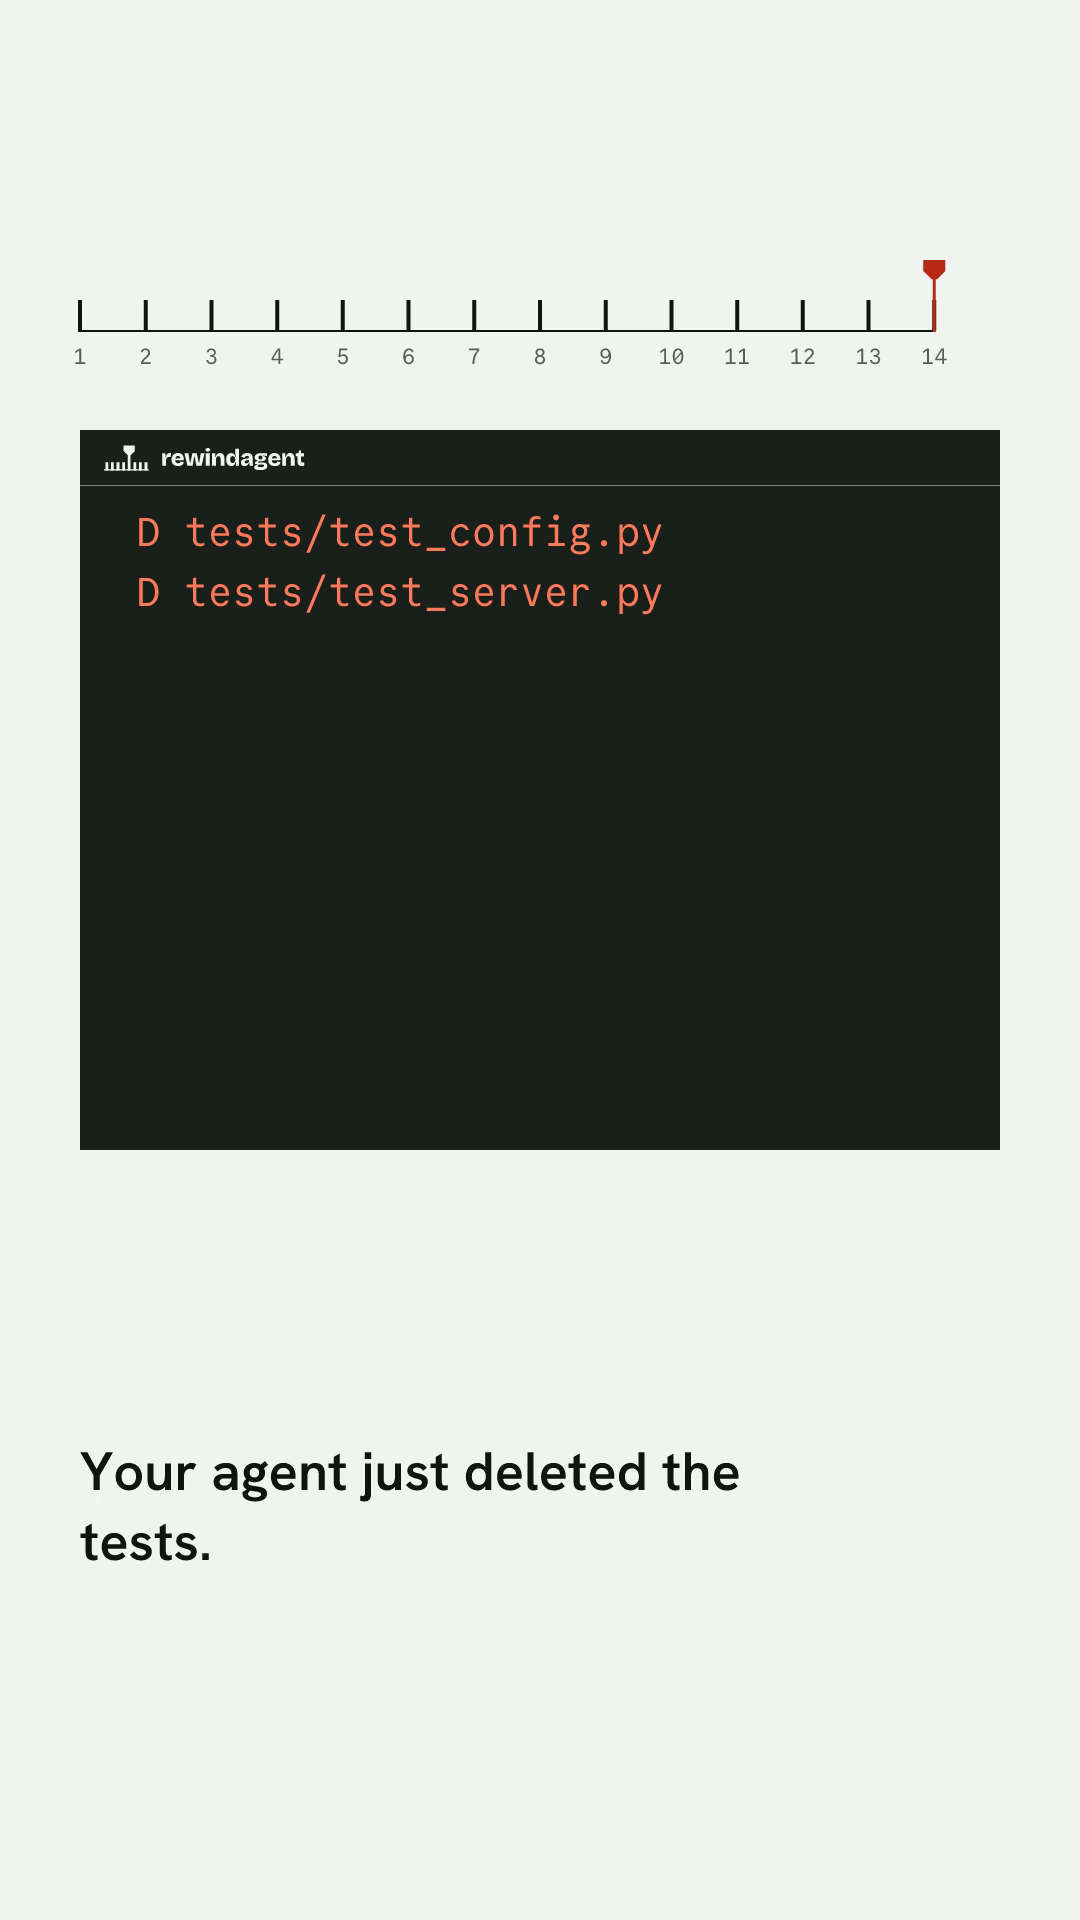 1 2 3 4 5 6 7 8 9 10 11 12 13 14
rewindagent
D tests/test_config.py
D tests/test_server.py
Your agent just deleted the
tests.